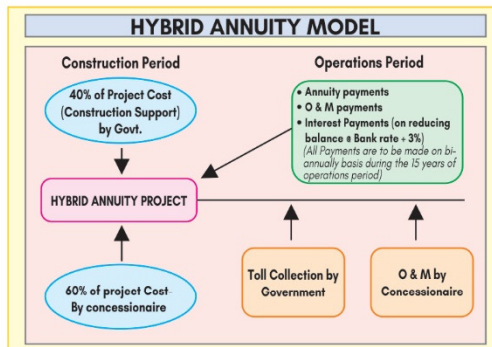 HYBRID ANNUITY MODEL
Construction Period
Operations Period
40% of Project Cost
(Construction Support)
by Govt.
• Annuity payments
• O & M payments
• Interest Payments (on reducing
balance @ Bank rate + 3%)
(All Payments are to be made on bi-
annually basis during the 15 years of
operations period)
HYBRID ANNUITY PROJECT
60% of project Cost-
By concessionaire
Toll Collection by
Government
O & M by
Concessionaire